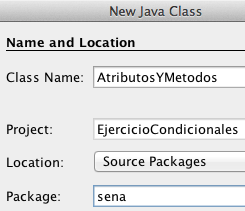 New Java Class
Name and Location
Class Name: AtributosYMetodos
Project: EjercicioCondicionales
Location: Source Packages
Package: sena